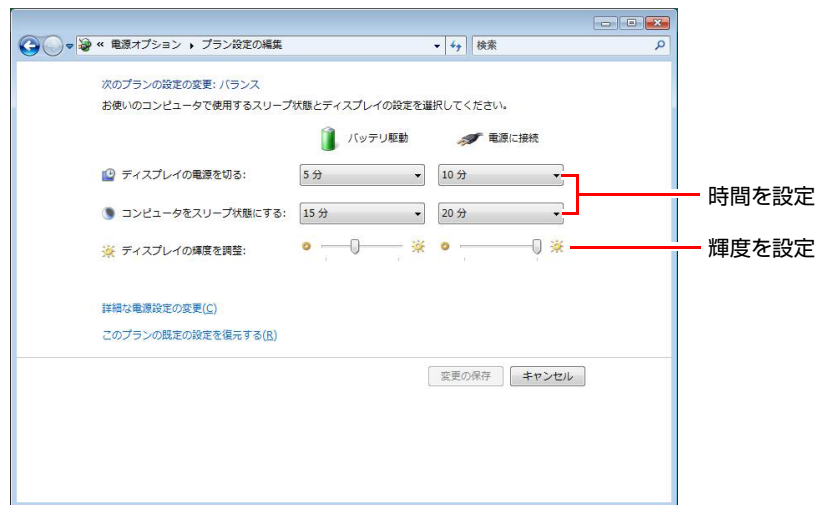 « 電源オプション ▸ プラン設定の編集
検索
次のプランの設定の変更: バランス
お使いのコンピュータで使用するスリープ状態とディスプレイの設定を選択してください。
バッテリ駆動 電源に接続
ディスプレイの電源を切る: 5 分 10 分
時間を設定
コンピュータをスリープ状態にする: 15 分 20 分
ディスプレイの輝度を調整:
輝度を設定
詳細な電源設定の変更(C)
このプランの既定の設定を復元する(R)
変更の保存 キャンセル